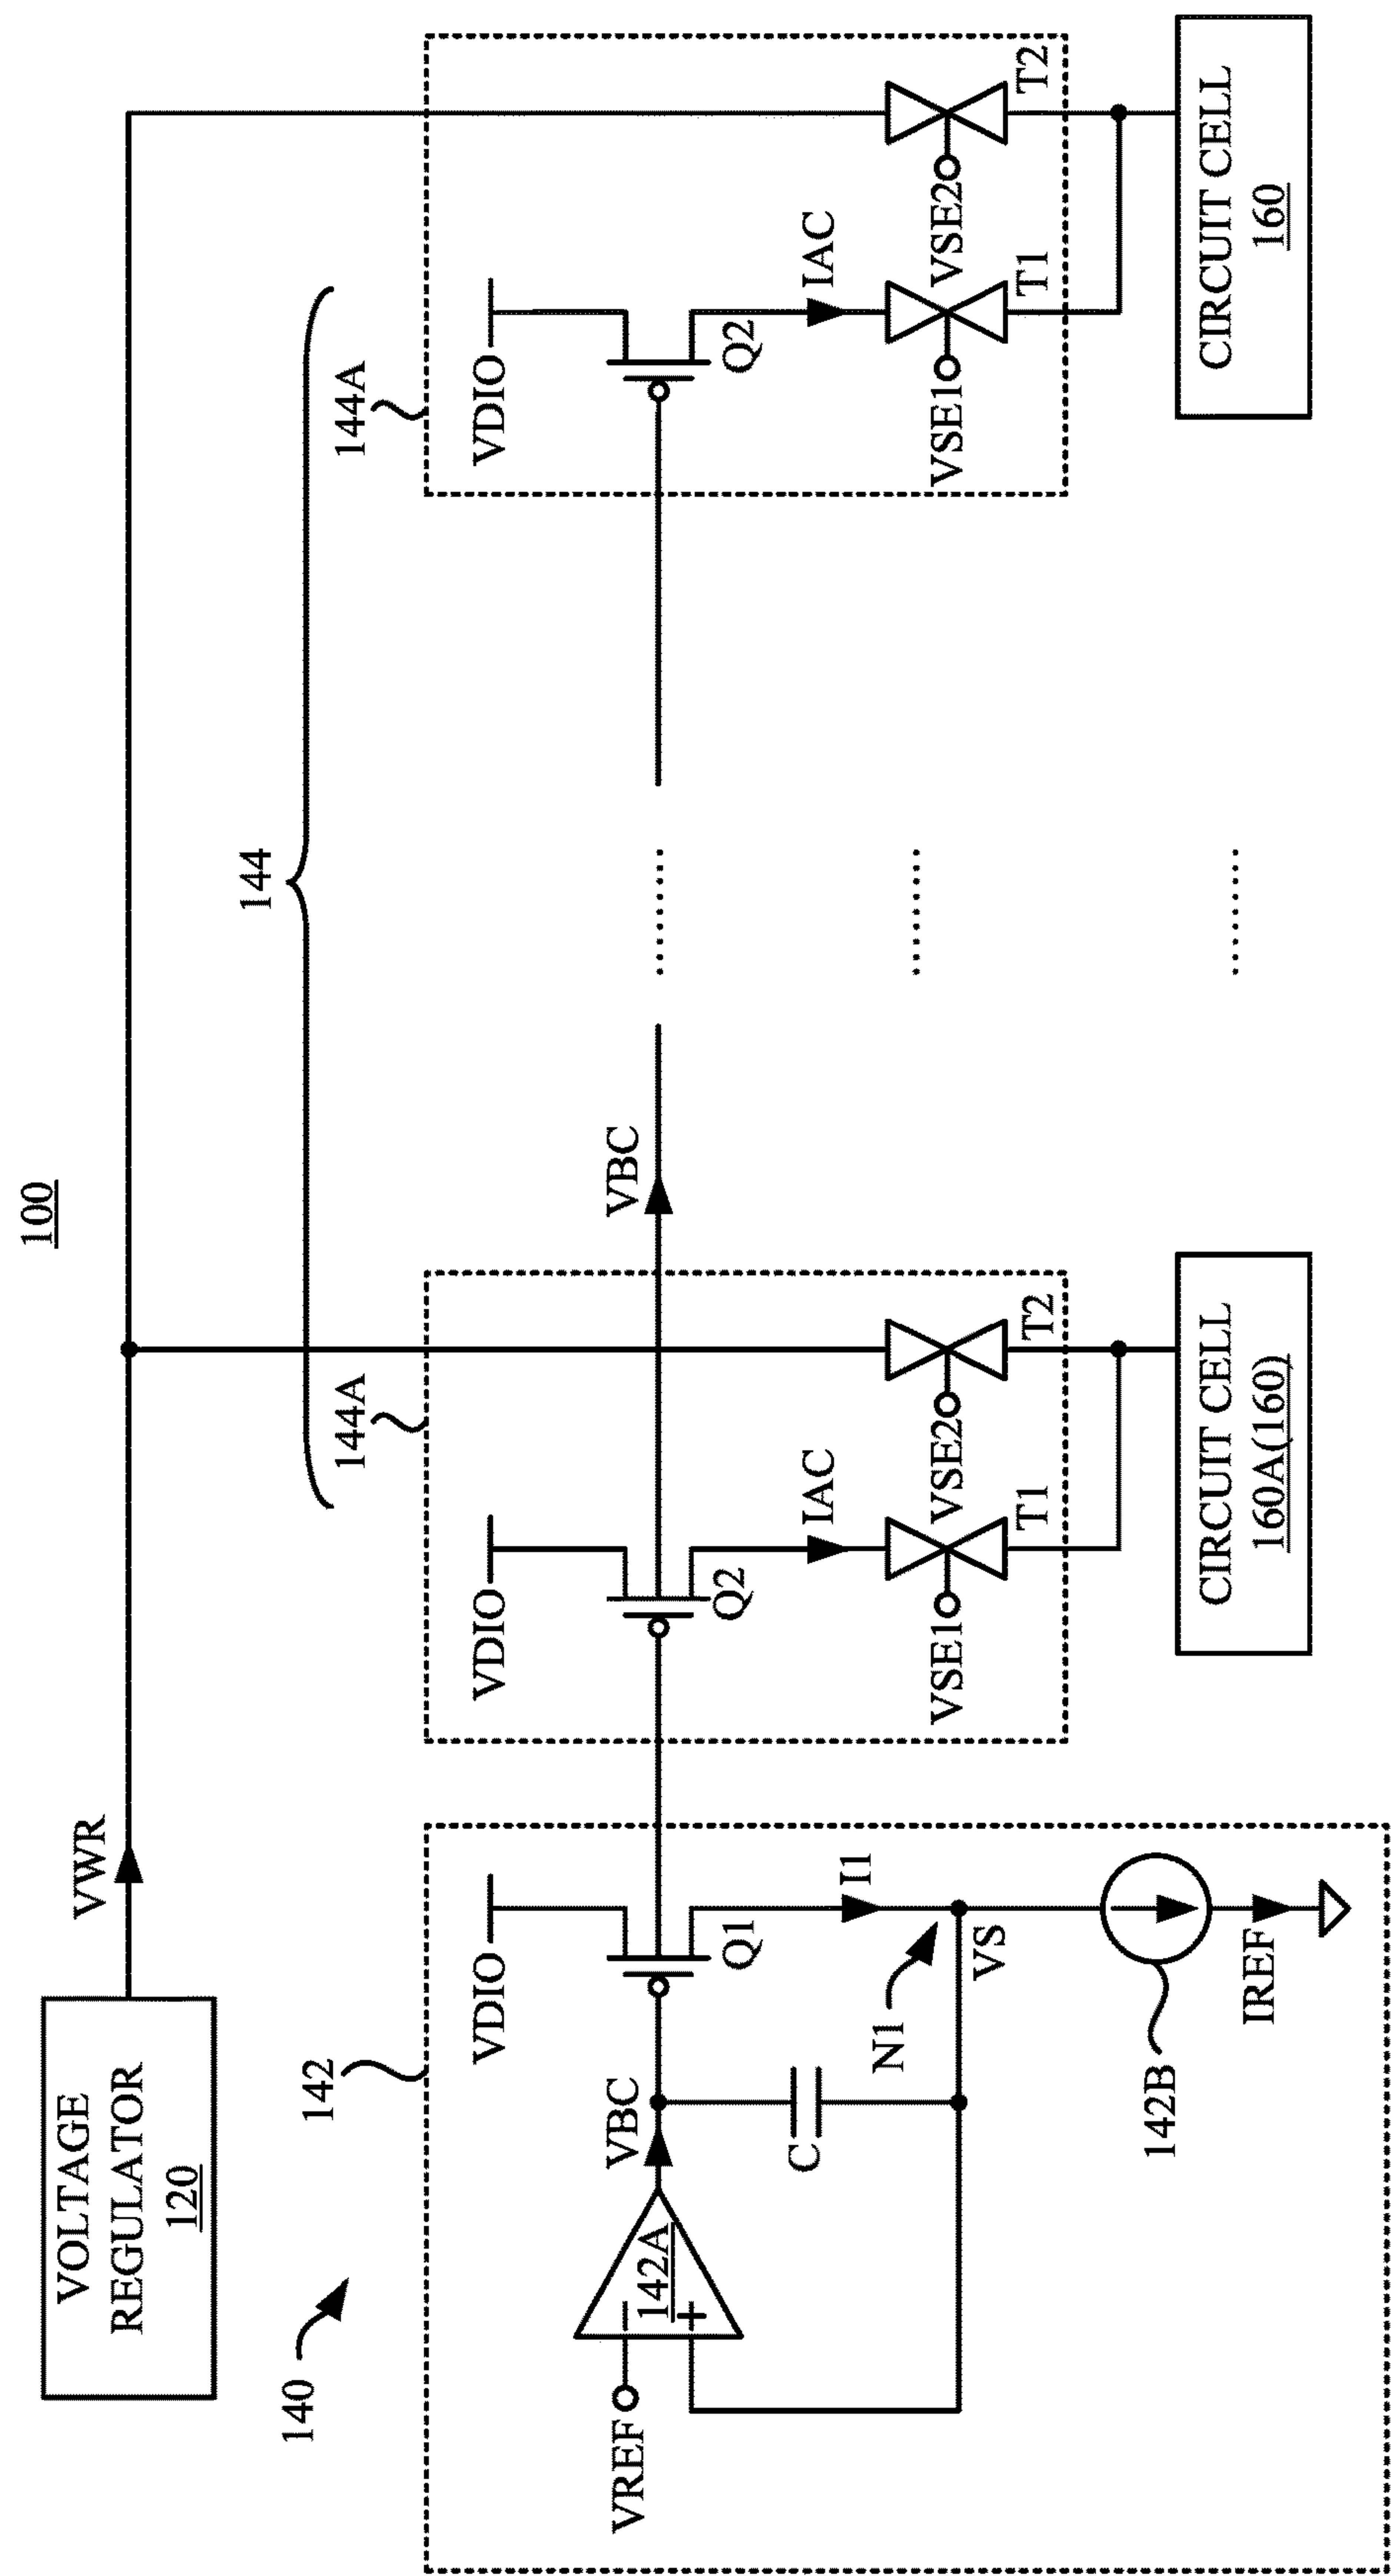 100
VOLTAGE
REGULATOR
120
VWR
140
144
142
144A
144A
VDIO
VDIO
VDIO
VREF
142A
−
+
VBC
Q1
Q2
VBC
Q2
C
I1
IAC
IAC
N1
VS
VSE1
VSE2
VSE1
VSE2
T1
T2
T1
T2
142B
IREF
CIRCUIT CELL
160A(160)
CIRCUIT CELL
160